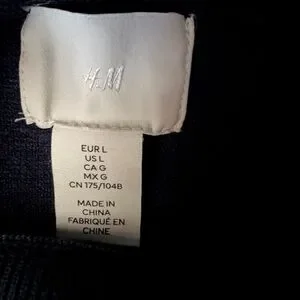 H&M
EUR L
US L
CA G
MX G
CN 175/104B
MADE IN
CHINA
FABRIQUÉ EN
CHINE